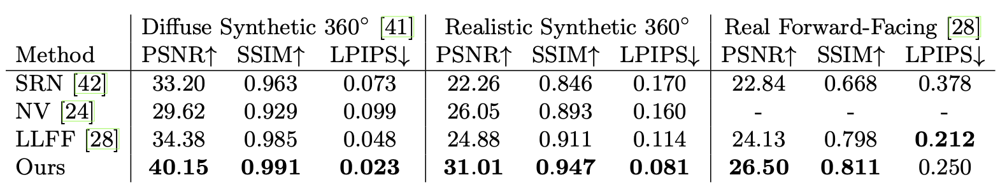 Diffuse Synthetic 360° [41] Realistic Synthetic 360° Real Forward-Facing [28]
Method PSNR↑ SSIM↑ LPIPS↓ PSNR↑ SSIM↑ LPIPS↓ PSNR↑ SSIM↑ LPIPS↓
SRN [42] 33.20 0.963 0.073 22.26 0.846 0.170 22.84 0.668 0.378
NV [24] 29.62 0.929 0.099 26.05 0.893 0.160 - - -
LLFF [28] 34.38 0.985 0.048 24.88 0.911 0.114 24.13 0.798 0.212
Ours 40.15 0.991 0.023 31.01 0.947 0.081 26.50 0.811 0.250